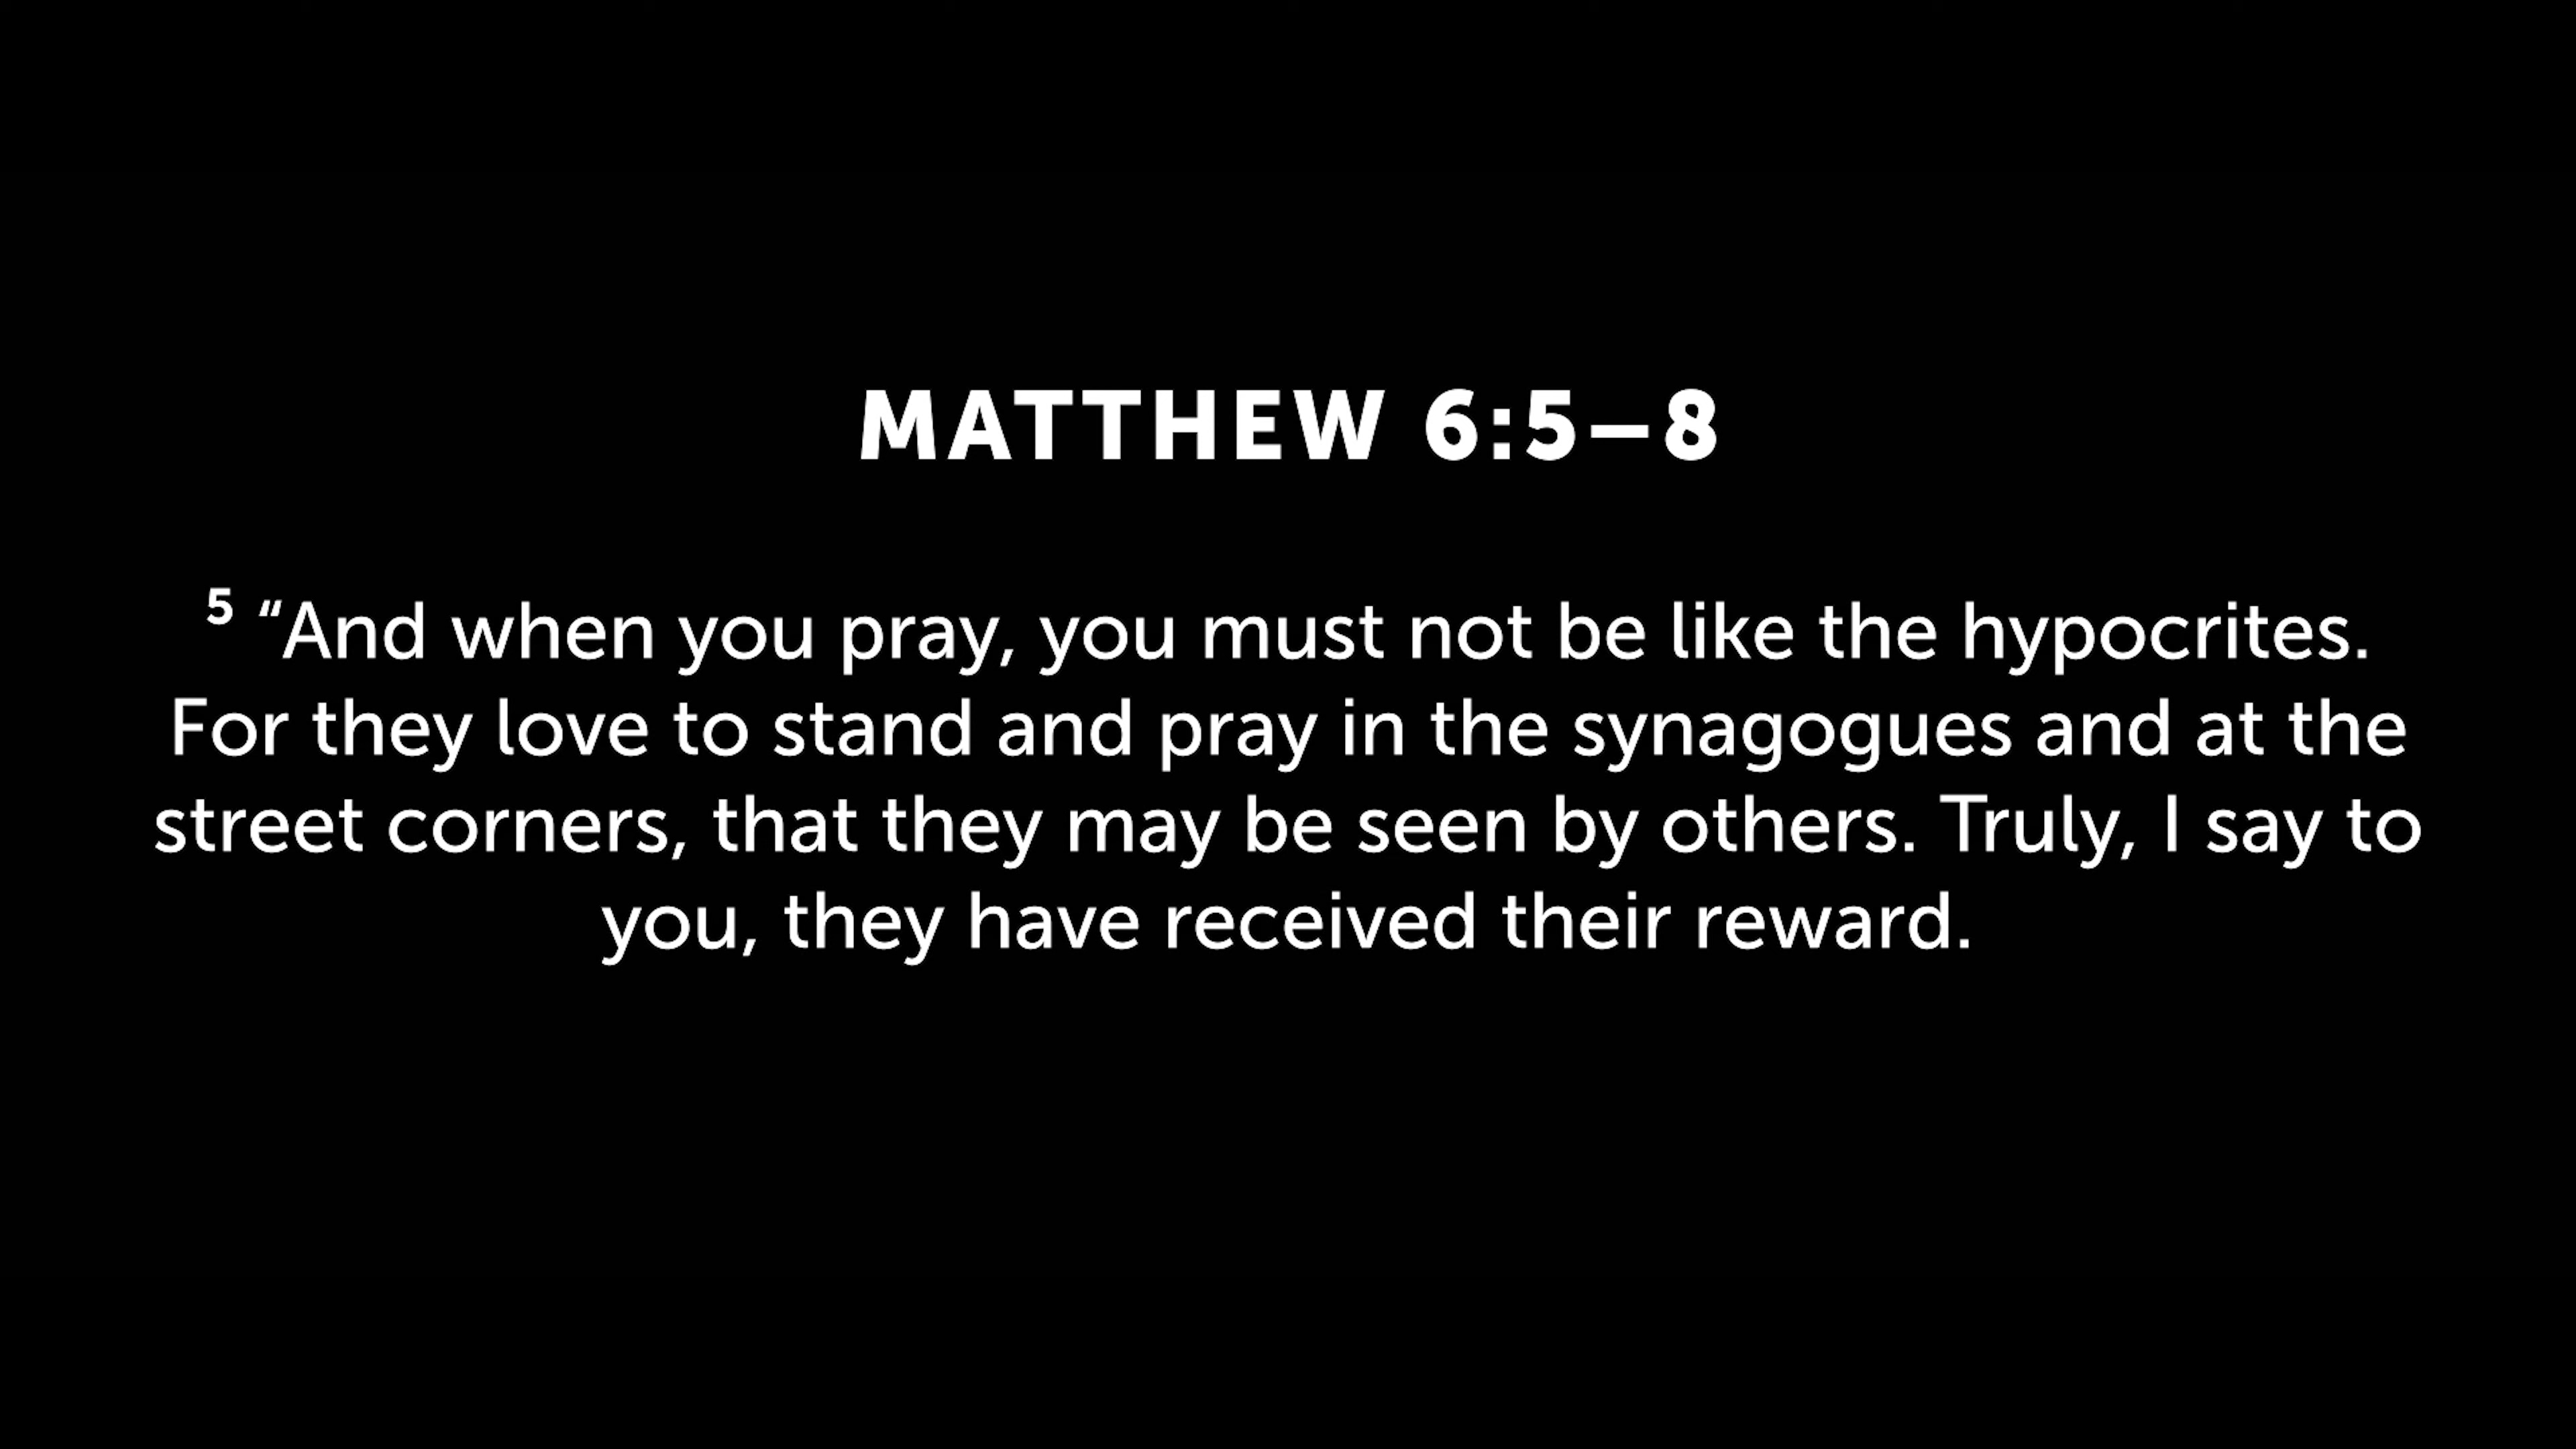 MATTHEW 6:5–8
5 “And when you pray, you must not be like the hypocrites.
For they love to stand and pray in the synagogues and at the
street corners, that they may be seen by others. Truly, I say to
you, they have received their reward.